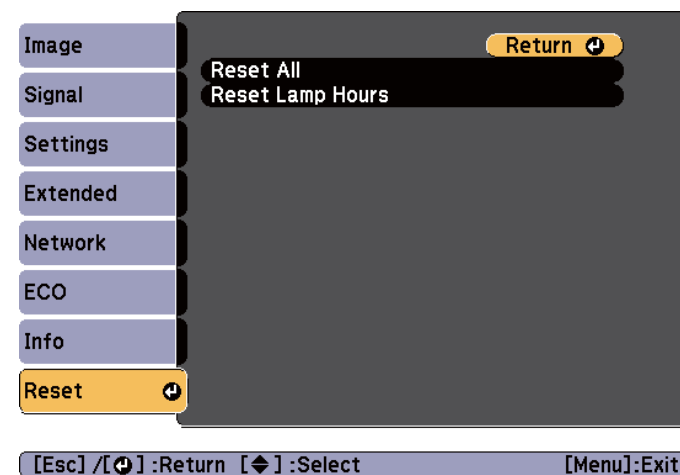 Image
Signal
Settings
Extended
Network
ECO
Info
Reset
Return
Reset All
Reset Lamp Hours
[Esc] /[ ] :Return [ ] :Select [Menu]:Exit